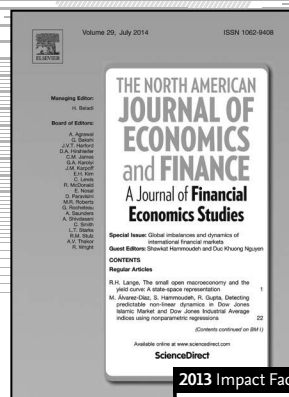 Volume 29, July 2014
ISSN 1062-9408
ELSEVIER
THE NORTH AMERICAN
JOURNAL OF
ECONOMICS
and FINANCE
A Journal of Financial
Economics Studies
Managing Editor:
H. Beladi
Board of Editors:
A. Agrawal
G. Bakshi
J.V.T. Harford
D.A. Hirshleifer
C.M. James
G.A. Karolyi
J.M. Karpoff
E.H. Kim
C. Lewis
R. McDonald
E. Nosal
D. Paravisini
M.R. Roberts
G. Rocheteau
A. Saunders
A. Shivdasani
C. Smith
L.T. Starks
R.M. Stulz
A.V. Thakor
R. Wright
Special Issue: Global imbalances and dynamics of
international financial markets
Guest Editors: Shawkat Hammoudeh and Duc Khuong Nguyen
CONTENTS
Regular Articles
R.H. Lange, The small open macroeconomy and the
yield curve: A state-space representation 1
M. Álvarez-Díaz, S. Hammoudeh, R. Gupta, Detecting
predictable non-linear dynamics in Dow Jones
Islamic Market and Dow Jones Industrial Average
indices using nonparametric regressions 22
(Contents continued on BM I)
Available online at www.sciencedirect.com
ScienceDirect
2013 Impact Fac